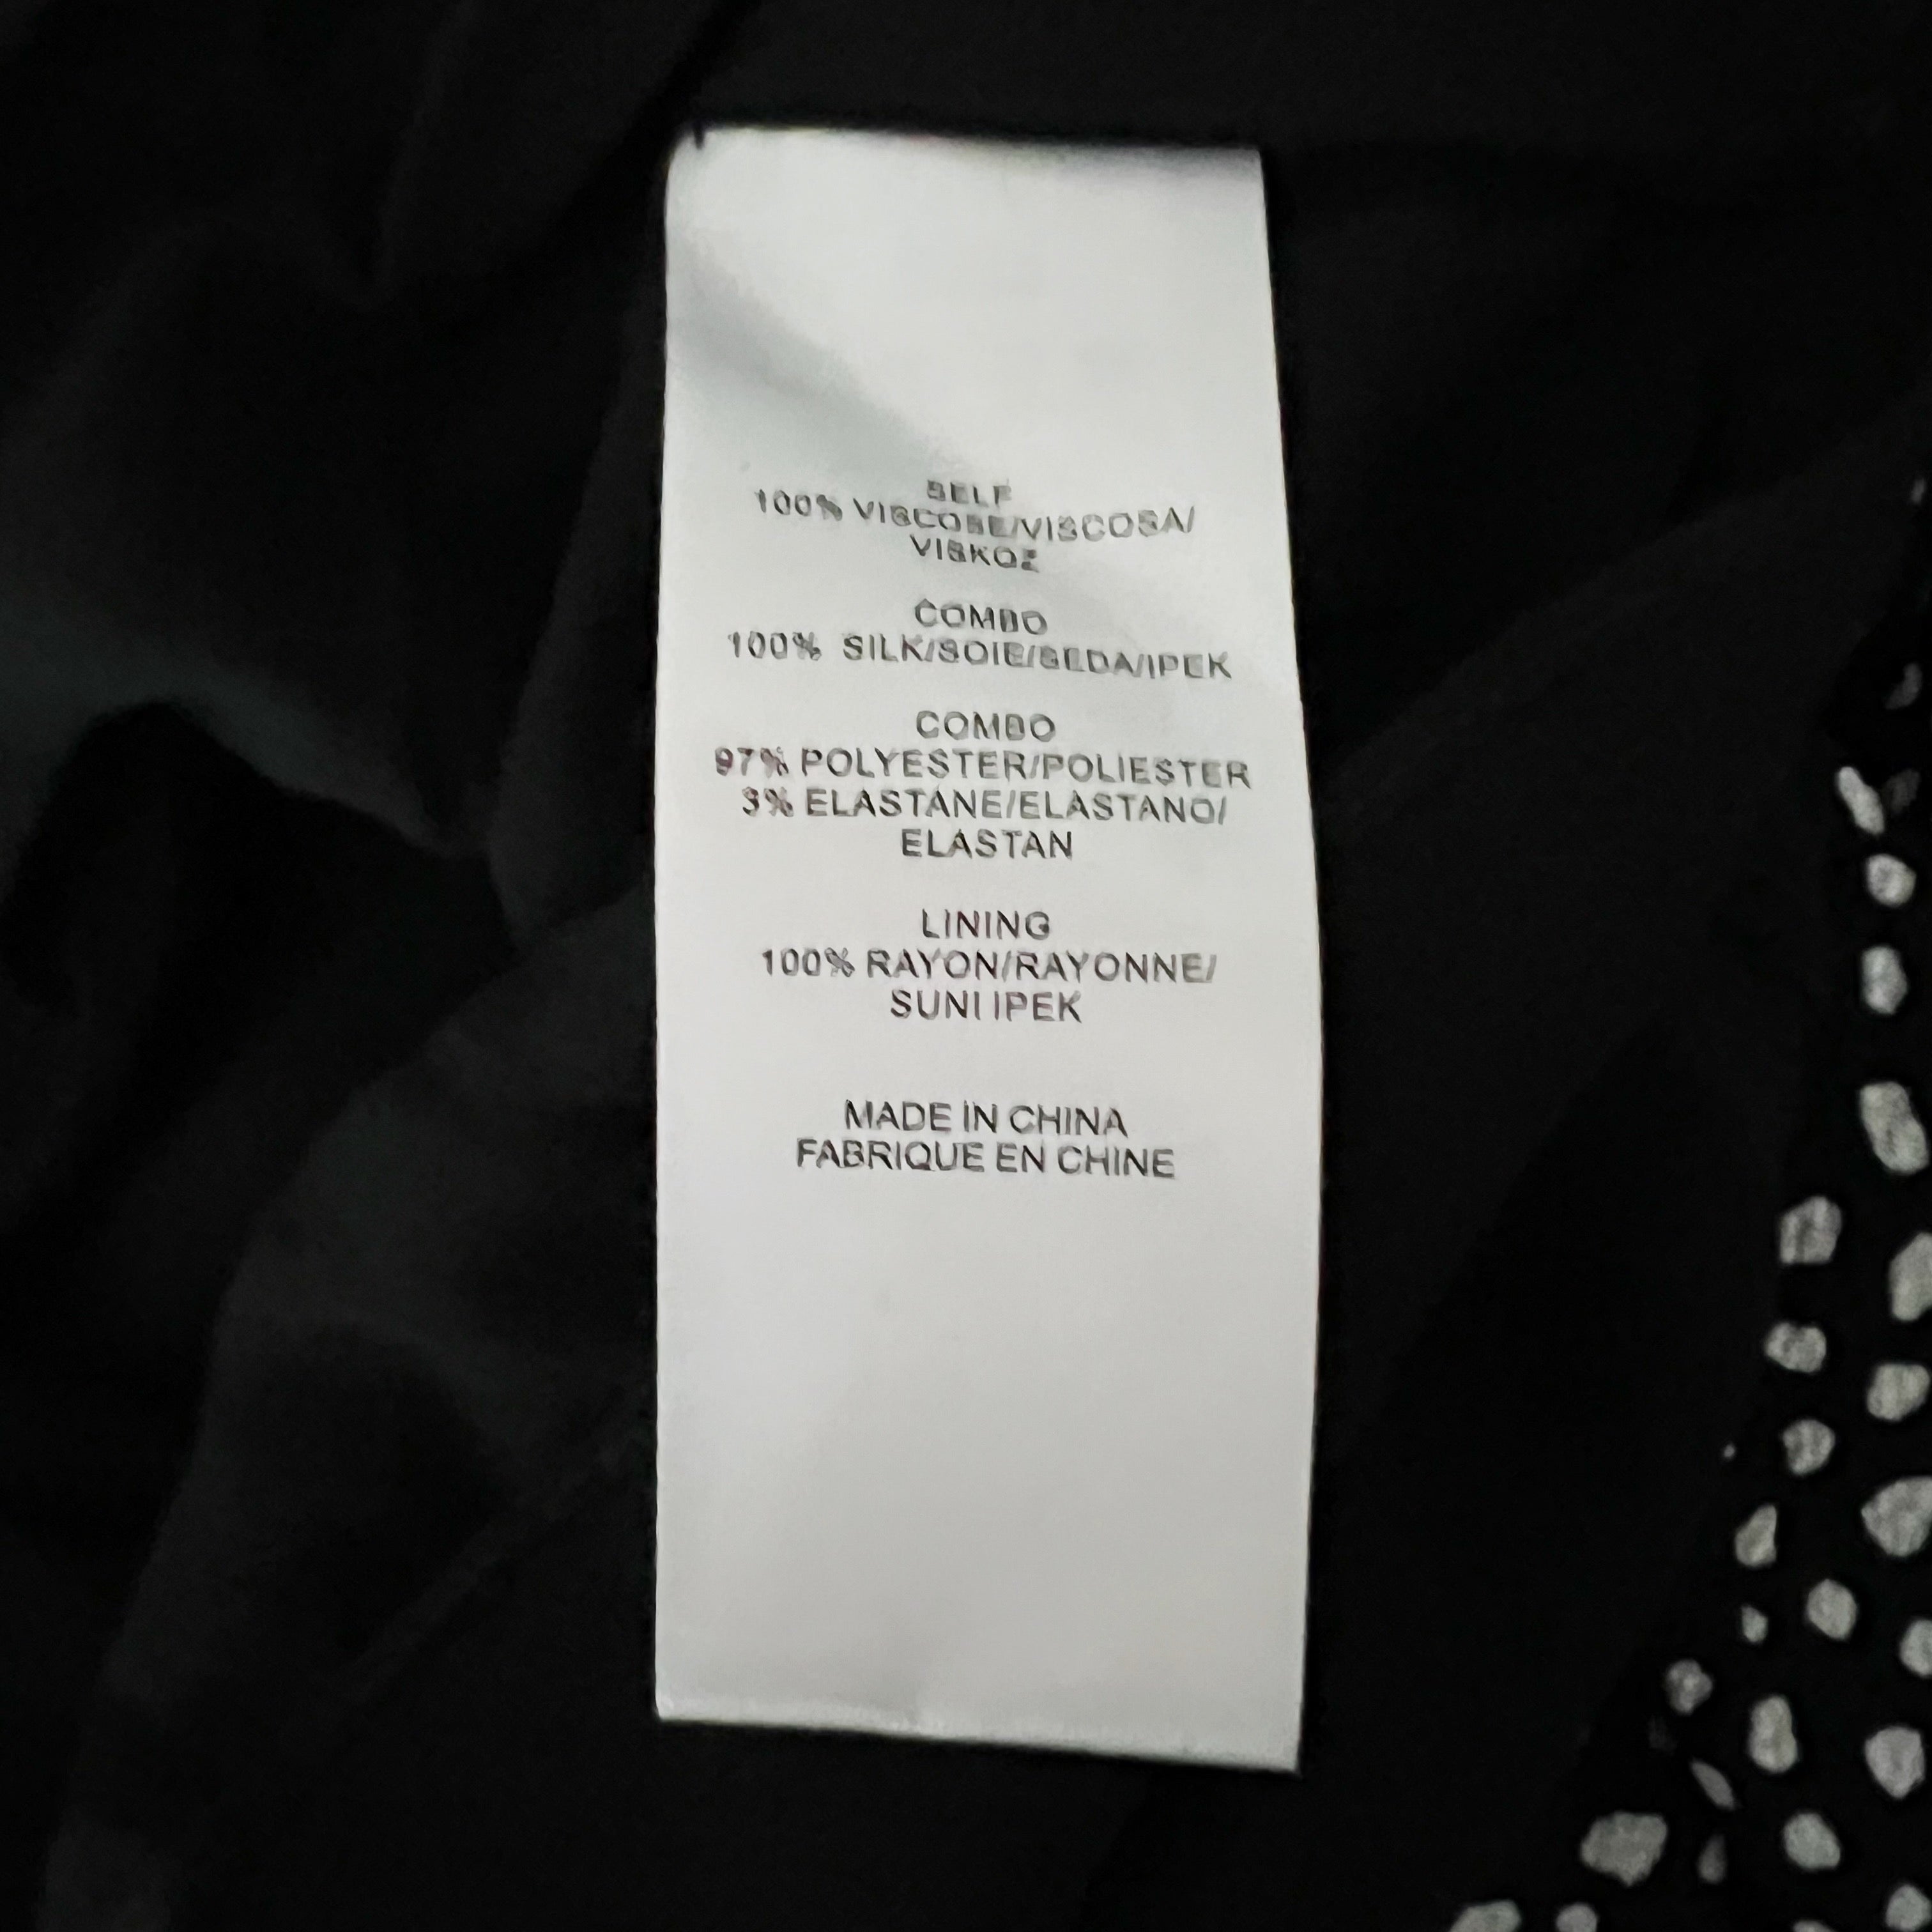 SELF
100% VISCOSE/VISCOSA/
VISKOZ
COMBO
100% SILK/SOIE/SEDA/IPEK
COMBO
97% POLYESTER/POLIESTER
3% ELASTANE/ELASTANO/
ELASTAN
LINING
100% RAYON/RAYONNE/
SUNI IPEK
MADE IN CHINA
FABRIQUE EN CHINE